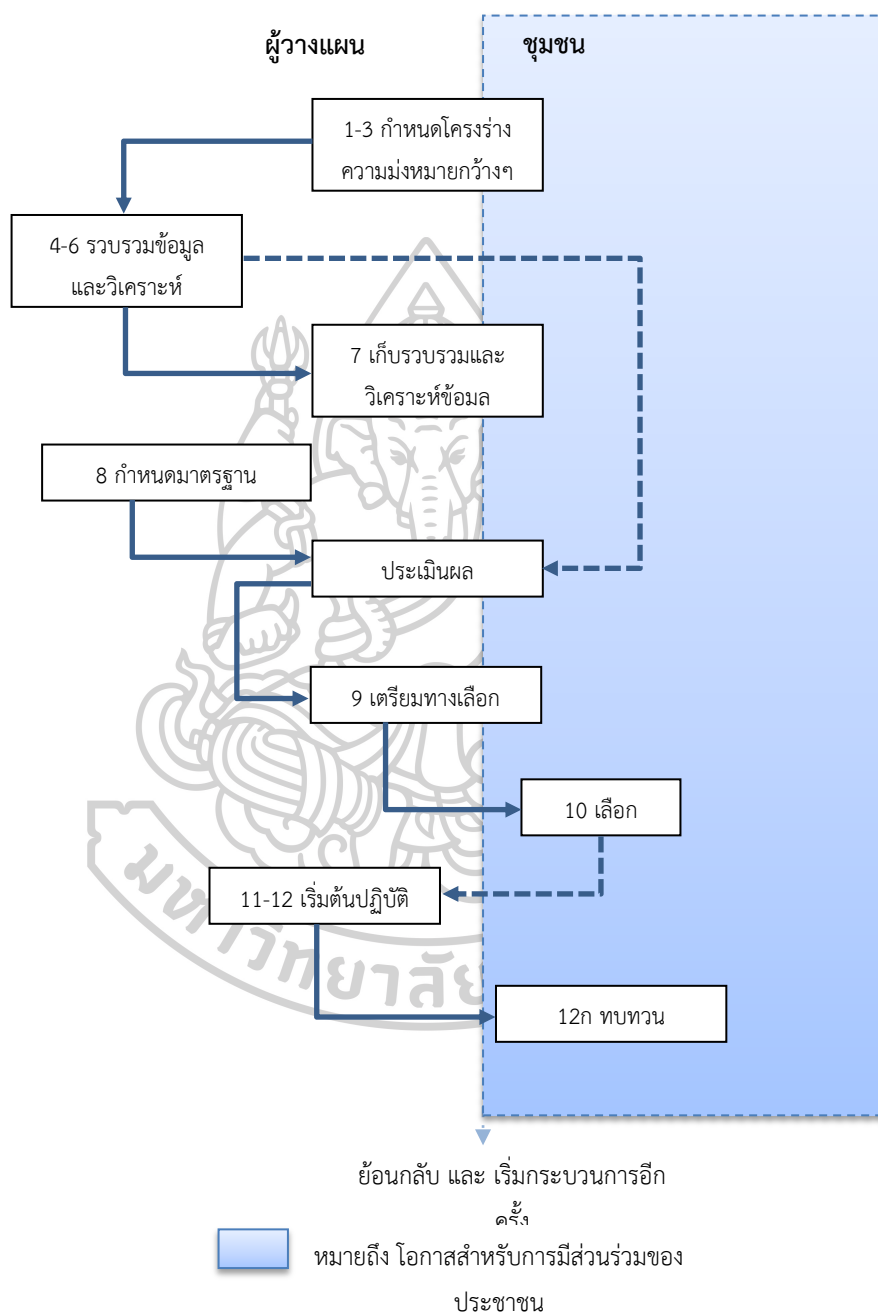 ผู้วางแผน
ชุมชน
1-3 กำหนดโครงร่าง
ความมุ่งหมายกว้างๆ
4-6 รวบรวมข้อมูล
และวิเคราะห์
7 เก็บรวบรวมและ
วิเคราะห์ข้อมูล
8 กำหนดมาตรฐาน
ประเมินผล
9 เตรียมทางเลือก
10 เลือก
11-12 เริ่มต้นปฏิบัติ
12ก ทบทวน
มหาวิทยาลัย
ย้อนกลับ และ เริ่มกระบวนการอีก
ครั้ง
หมายถึง โอกาสสำหรับการมีส่วนร่วมของ
ประชาชน